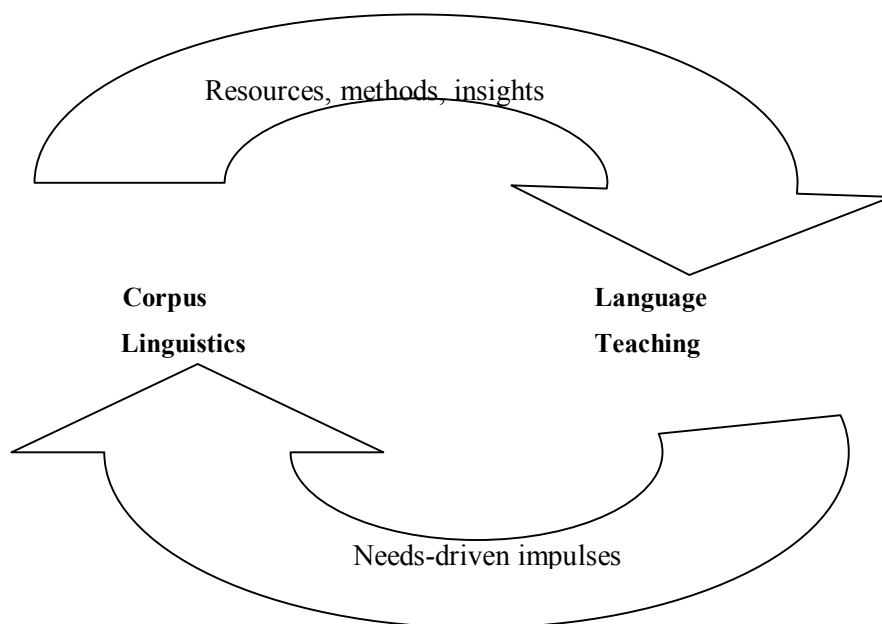 Resources, methods, insights
Corpus
Linguistics
Language
Teaching
Needs-driven impulses